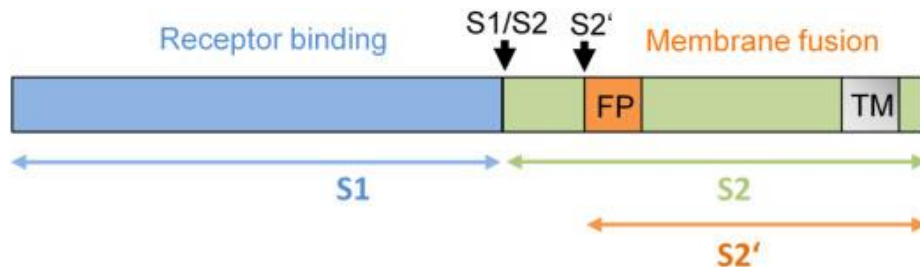 S1/S2 S2‘
Receptor binding Membrane fusion
FP TM
S1 S2
S2‘